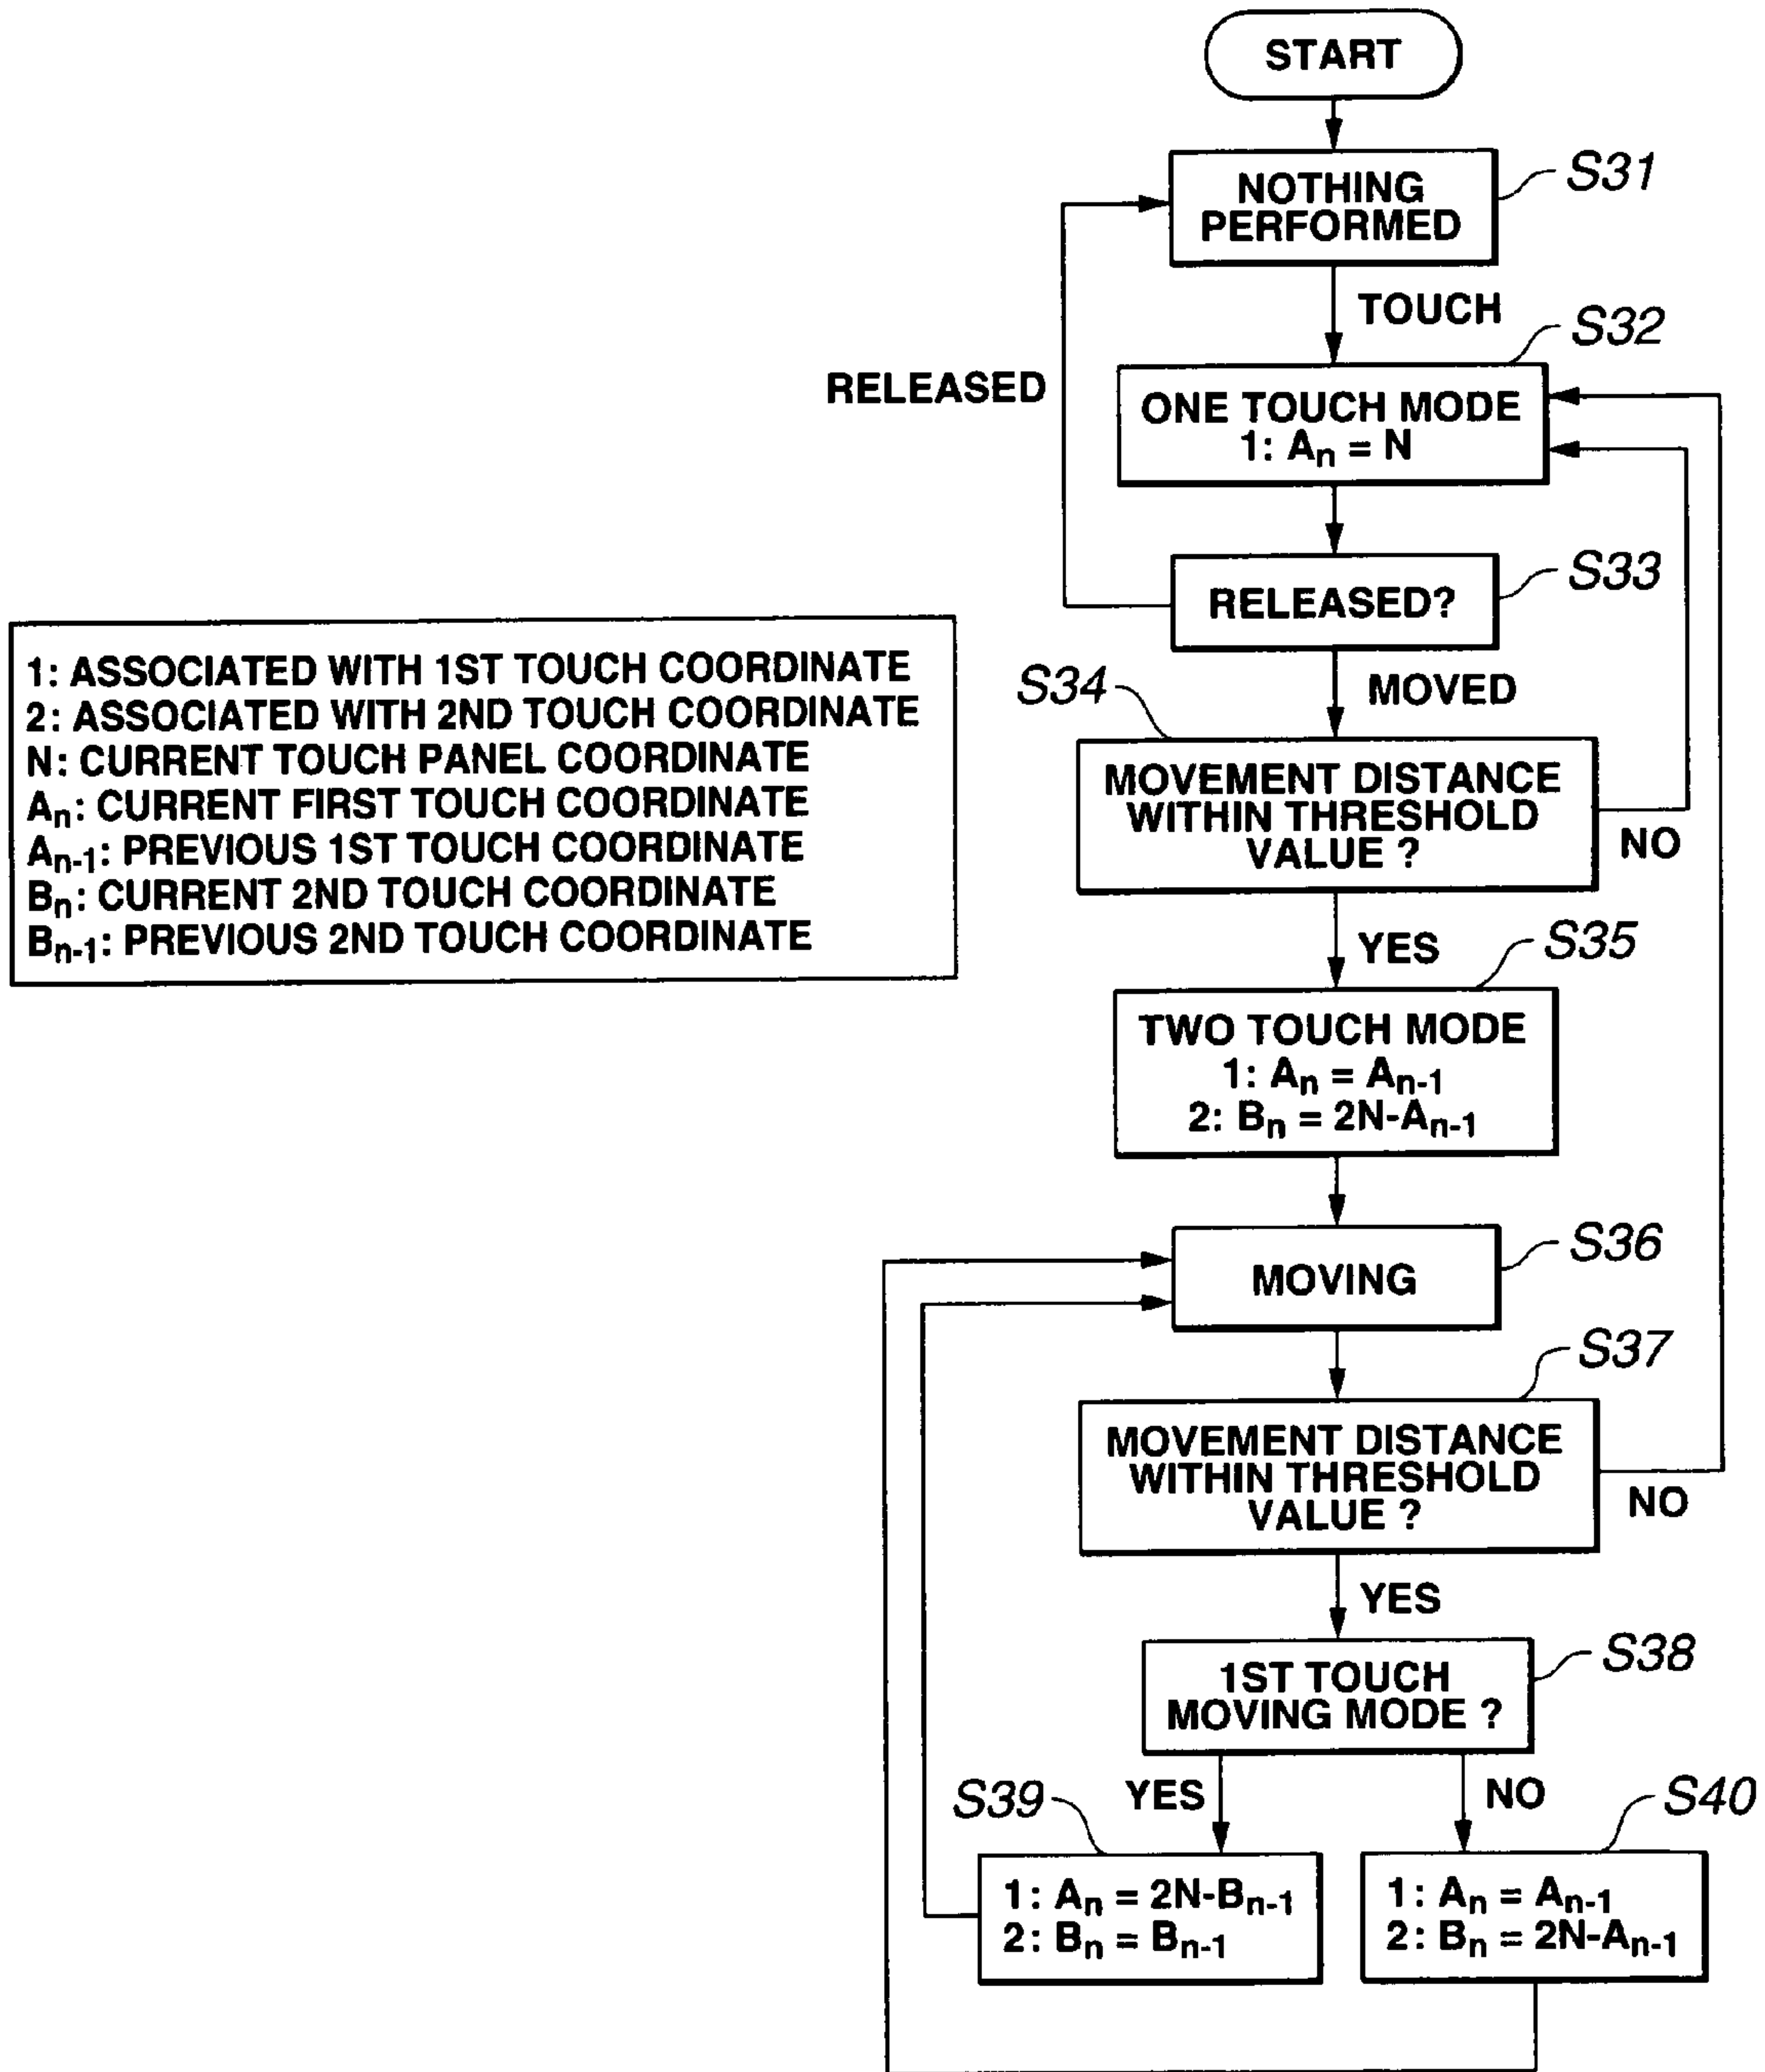 START
NOTHING
PERFORMED
S31
TOUCH
S32
RELEASED
ONE TOUCH MODE
1: Aₙ = N
S33
RELEASED?
1: ASSOCIATED WITH 1ST TOUCH COORDINATE
2: ASSOCIATED WITH 2ND TOUCH COORDINATE
N: CURRENT TOUCH PANEL COORDINATE
Aₙ: CURRENT FIRST TOUCH COORDINATE
Aₙ₋₁: PREVIOUS 1ST TOUCH COORDINATE
Bₙ: CURRENT 2ND TOUCH COORDINATE
Bₙ₋₁: PREVIOUS 2ND TOUCH COORDINATE
S34
MOVED
MOVEMENT DISTANCE
WITHIN THRESHOLD
VALUE ?
NO
YES
S35
TWO TOUCH MODE
1: Aₙ = Aₙ₋₁
2: Bₙ = 2N-Aₙ₋₁
S36
MOVING
S37
MOVEMENT DISTANCE
WITHIN THRESHOLD
VALUE ?
NO
YES
S38
1ST TOUCH
MOVING MODE ?
S39
YES
NO
S40
1: Aₙ = 2N-Bₙ₋₁
2: Bₙ = Bₙ₋₁
1: Aₙ = Aₙ₋₁
2: Bₙ = 2N-Aₙ₋₁